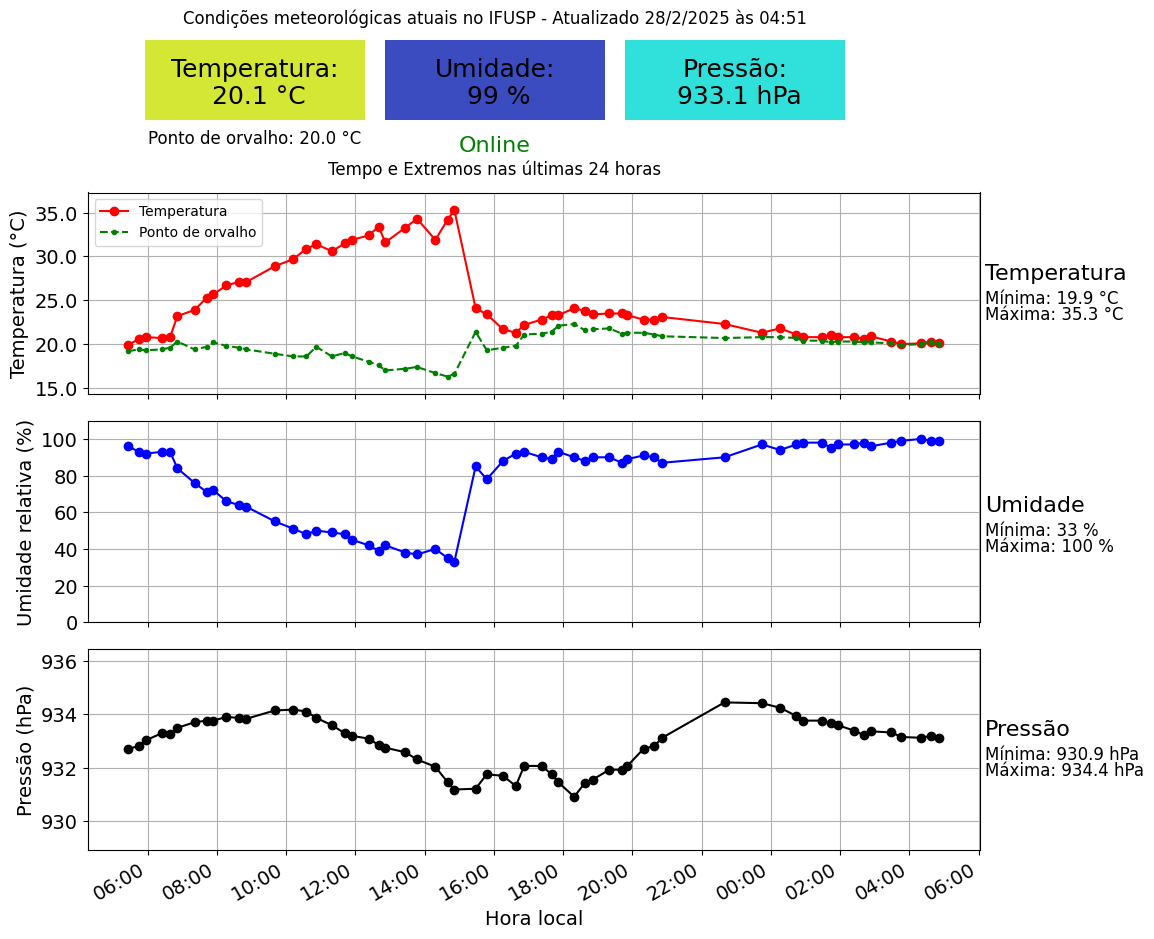 Condições meteorológicas atuais no IFUSP - Atualizado 28/2/2025 às 04:51
Temperatura:
20.1 °C
Umidade:
99 %
Pressão:
933.1 hPa
Ponto de orvalho: 20.0 °C
Online
Tempo e Extremos nas últimas 24 horas
Temperatura (°C)
35.0
30.0
25.0
20.0
15.0
Temperatura
Ponto de orvalho
Temperatura
Mínima: 19.9 °C
Máxima: 35.3 °C
Umidade relativa (%)
100
80
60
40
20
0
Umidade
Mínima: 33 %
Máxima: 100 %
Pressão (hPa)
936
934
932
930
Pressão
Mínima: 930.9 hPa
Máxima: 934.4 hPa
06:00 08:00 10:00 12:00 14:00 16:00 18:00 20:00 22:00 00:00 02:00 04:00 06:00
Hora local